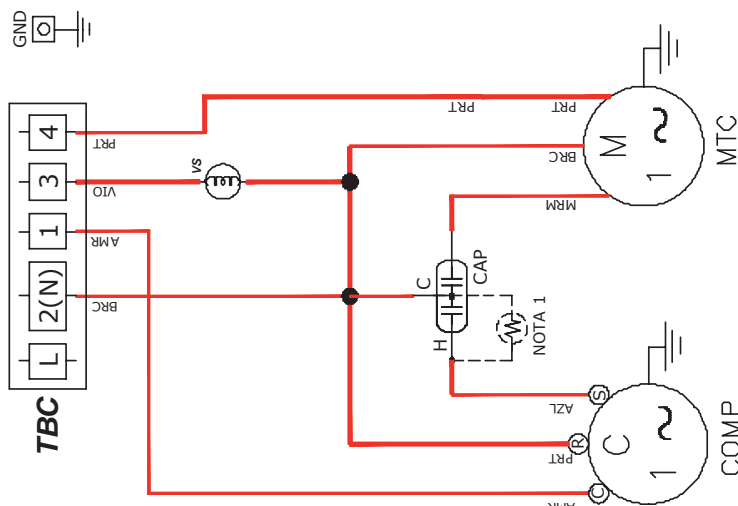 GND
TBC
L
2(N)
1
3
4
BRC
AMR
VIO
PRT
vs
PRT
PRT
BRC
MRM
M
1
MTC
C
CAP
H
NOTA 1
AZL
S
R
PRT
C
1
COMP
C
AMR